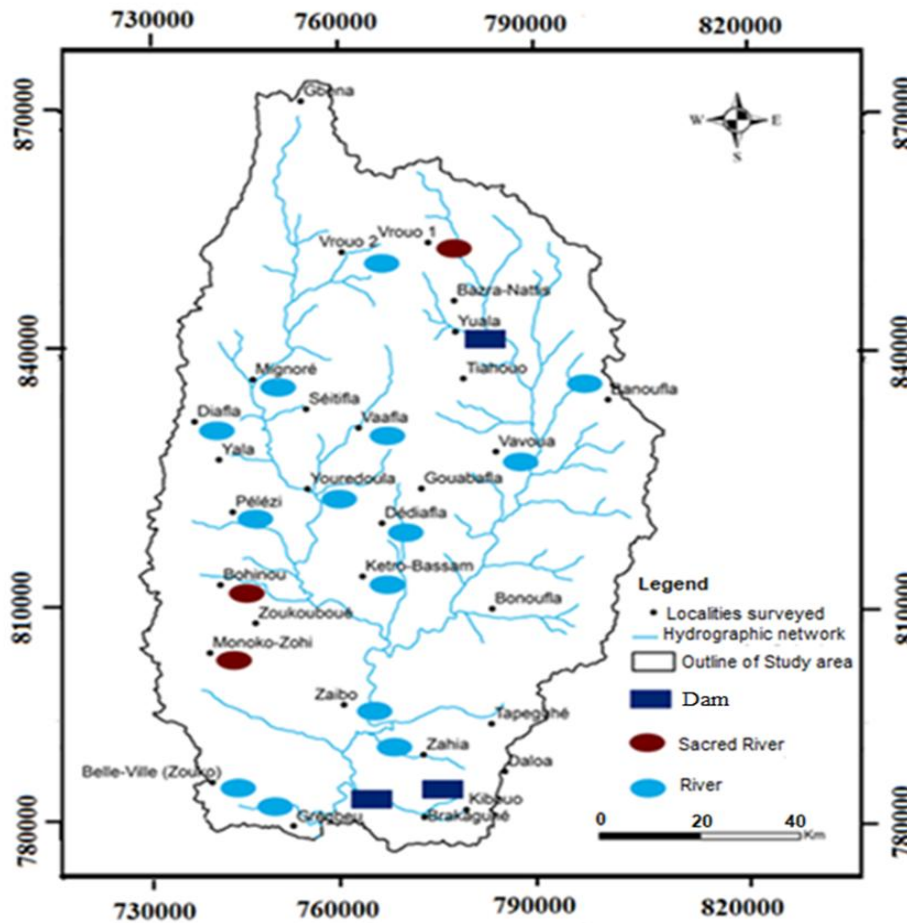 730000 760000 790000 820000
870000 870000
Gbena
W E
S
Vrouo 1
Vrouo 2
Bazra-Nattis
Yuala
840000 840000
Tiahouo
Mignoré
Banoufla
Séitifla
Diafla
Vaafla
Vavoua
Yala
Youredoula
Gouabafla
Pélézi
Dédiafla
Ketro-Bassam
Bohinou
Legend
Bonoufla
810000 810000
Localities surveyed
Zoukouboué
Hydrographic network
Monoko-Zohi
Outline of Study area
Zaibo
Dam
Tapeguhé
Sacred River
Zahia
Daloa
Belle-Ville (Zouko)
River
Kibouo
Brakaguhé
0 20 40
Km
780000 780000
730000 760000 790000 820000